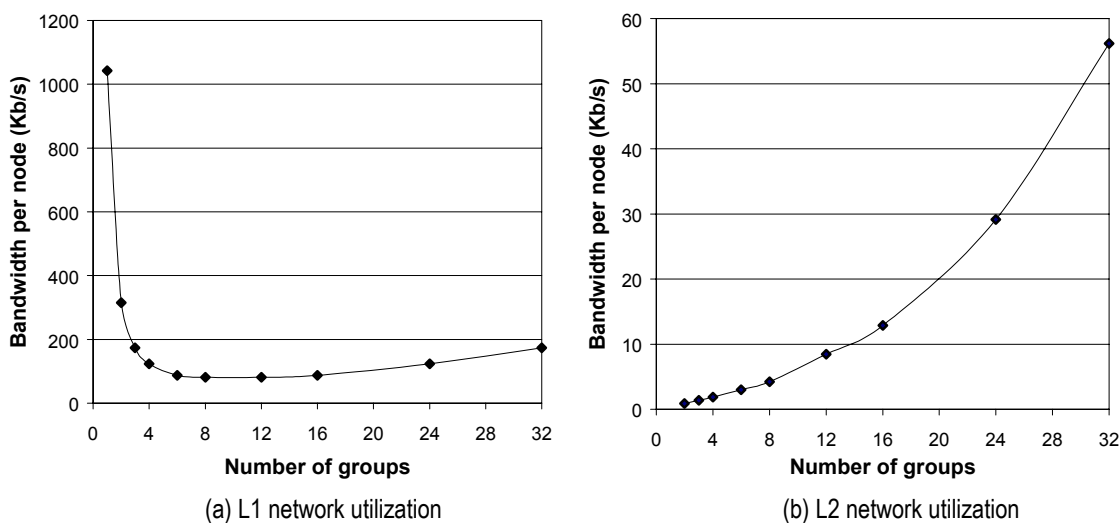 1200
1000
800
600
400
200
0
Bandwidth per node (Kb/s)
0 4 8 12 16 20 24 28 32
Number of groups
(a) L1 network utilization
60
50
40
30
20
10
0
Bandwidth per node (Kb/s)
0 4 8 12 16 20 24 28 32
Number of groups
(b) L2 network utilization